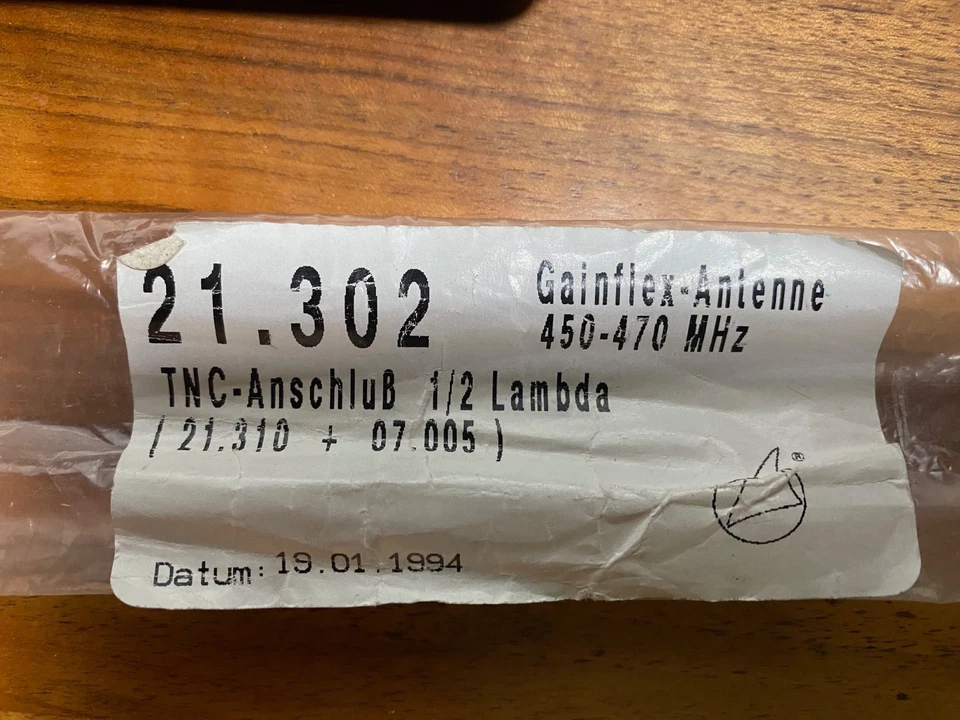 21.302
Gainflex-Antenne
450-470 MHz
TNC-Anschluß 1/2 Lambda
( 21.310 + 07.005 )
®
Datum: 19.01.1994